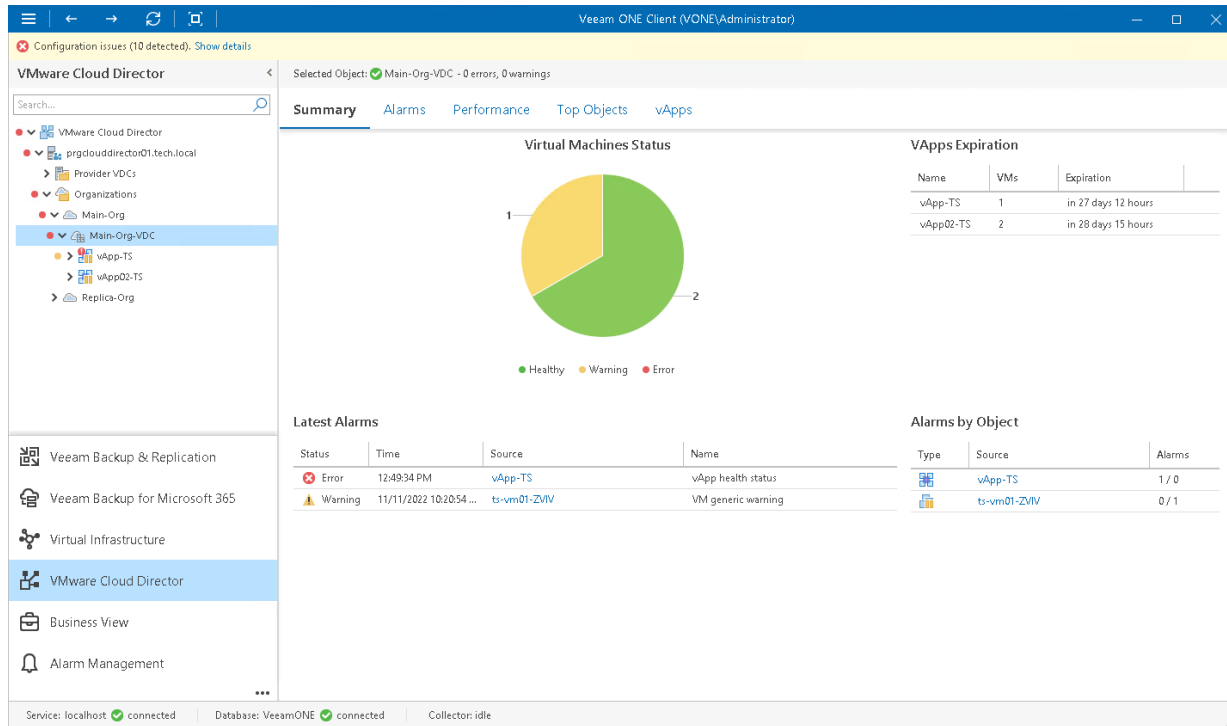 Veeam ONE Client (VONE\Administrator)
Configuration issues (10 detected). Show details
VMware Cloud Director
Search...
VMware Cloud Director
prgclouddirector01.tech.local
Provider VDCs
Organizations
Main-Org
Main-Org-VDC
vApp-TS
vApp02-TS
Replica-Org
Veeam Backup & Replication
Veeam Backup for Microsoft 365
Virtual Infrastructure
VMware Cloud Director
Business View
Alarm Management
Selected Object: Main-Org-VDC - 0 errors, 0 warnings
Summary Alarms Performance Top Objects vApps
Virtual Machines Status
1
2
Healthy Warning Error
VApps Expiration
Name VMs Expiration
vApp-TS 1 in 27 days 12 hours
vApp02-TS 2 in 28 days 15 hours
Latest Alarms
Status Time Source Name
Error 12:49:34 PM vApp-TS vApp health status
Warning 11/11/2022 10:20:54 ... ts-vm01-ZVIV VM generic warning
Alarms by Object
Type Source Alarms
vApp-TS 1 / 0
ts-vm01-ZVIV 0 / 1
Service: localhost connected Database: VeeamONE connected Collector: idle